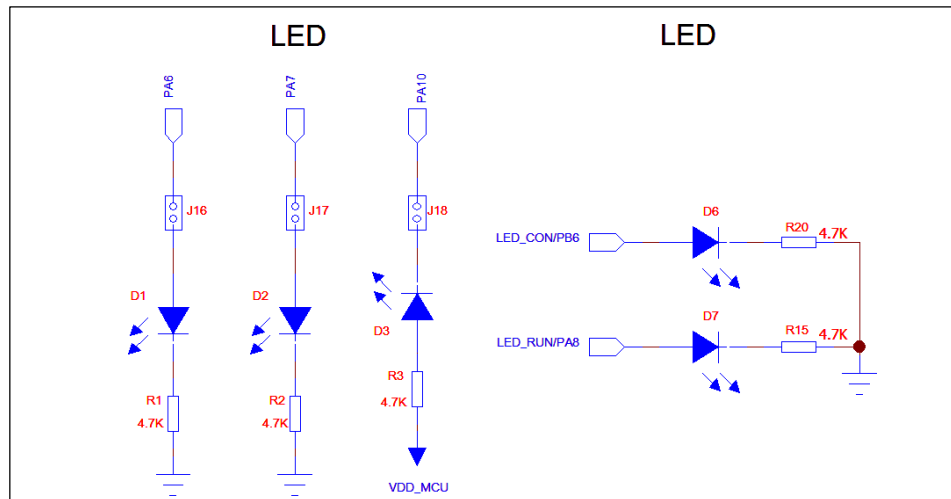 LED
LED
PA6
PA7
PA10
J16
J17
J18
D1
D2
D3
R1
4.7K
R2
4.7K
R3
4.7K
VDD_MCU
LED_CON/PB6
D6
R20
4.7K
LED_RUN/PA8
D7
R15
4.7K